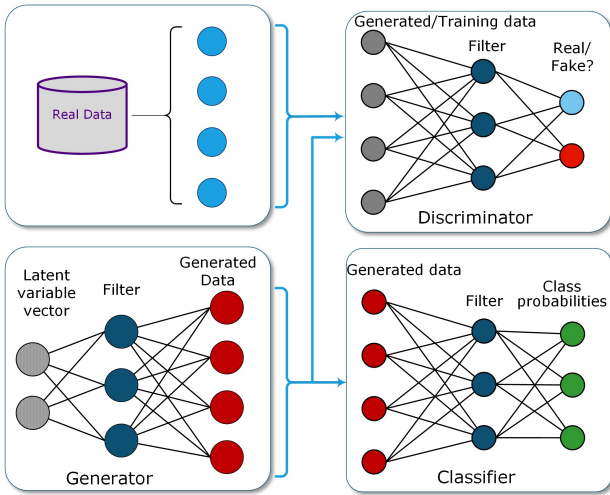 Real Data
Generated/Training data
Filter
Real/
Fake?
Discriminator
Latent
variable
vector
Filter
Generated
Data
Generator
Generated data
Filter
Class
probabilities
Classifier